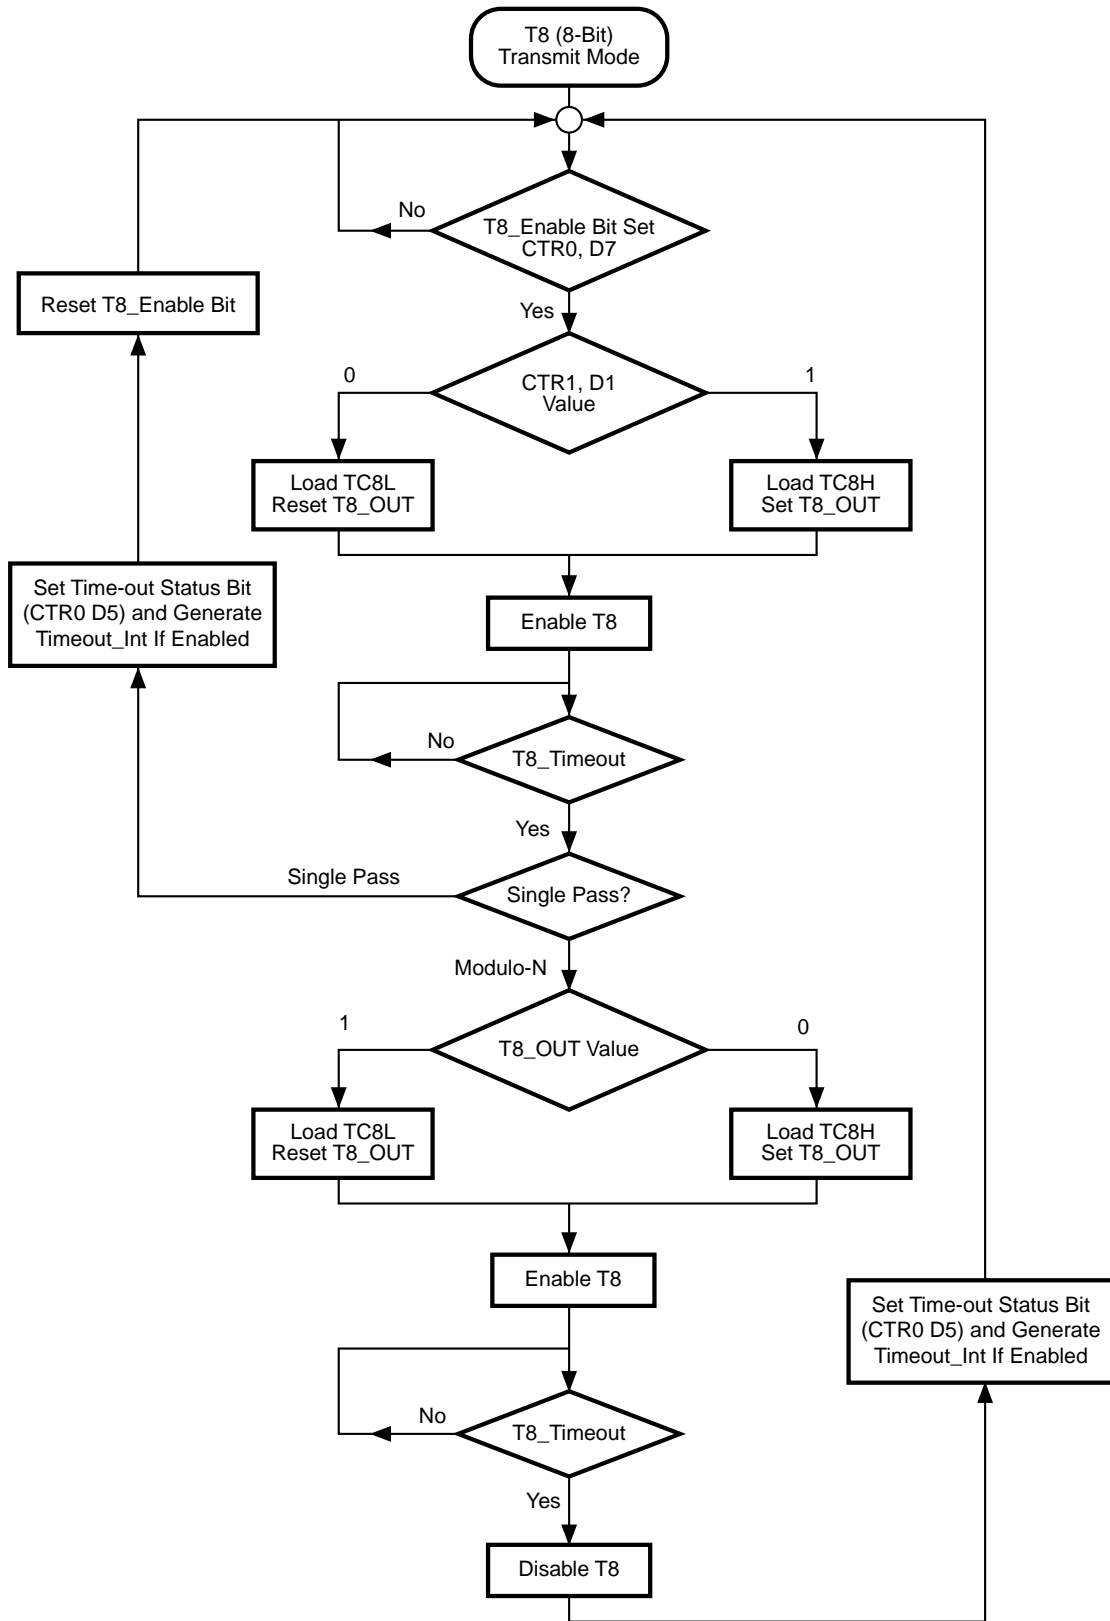 T8 (8-Bit)
Transmit Mode
No
T8_Enable Bit Set
CTR0, D7
Reset T8_Enable Bit
Yes
0
CTR1, D1
Value
1
Load TC8L
Reset T8_OUT
Load TC8H
Set T8_OUT
Set Time-out Status Bit
(CTR0 D5) and Generate
Timeout_Int If Enabled
Enable T8
No
T8_Timeout
Yes
Single Pass
Single Pass?
Modulo-N
1
T8_OUT Value
0
Load TC8L
Reset T8_OUT
Load TC8H
Set T8_OUT
Enable T8
Set Time-out Status Bit
(CTR0 D5) and Generate
Timeout_Int If Enabled
No
T8_Timeout
Yes
Disable T8